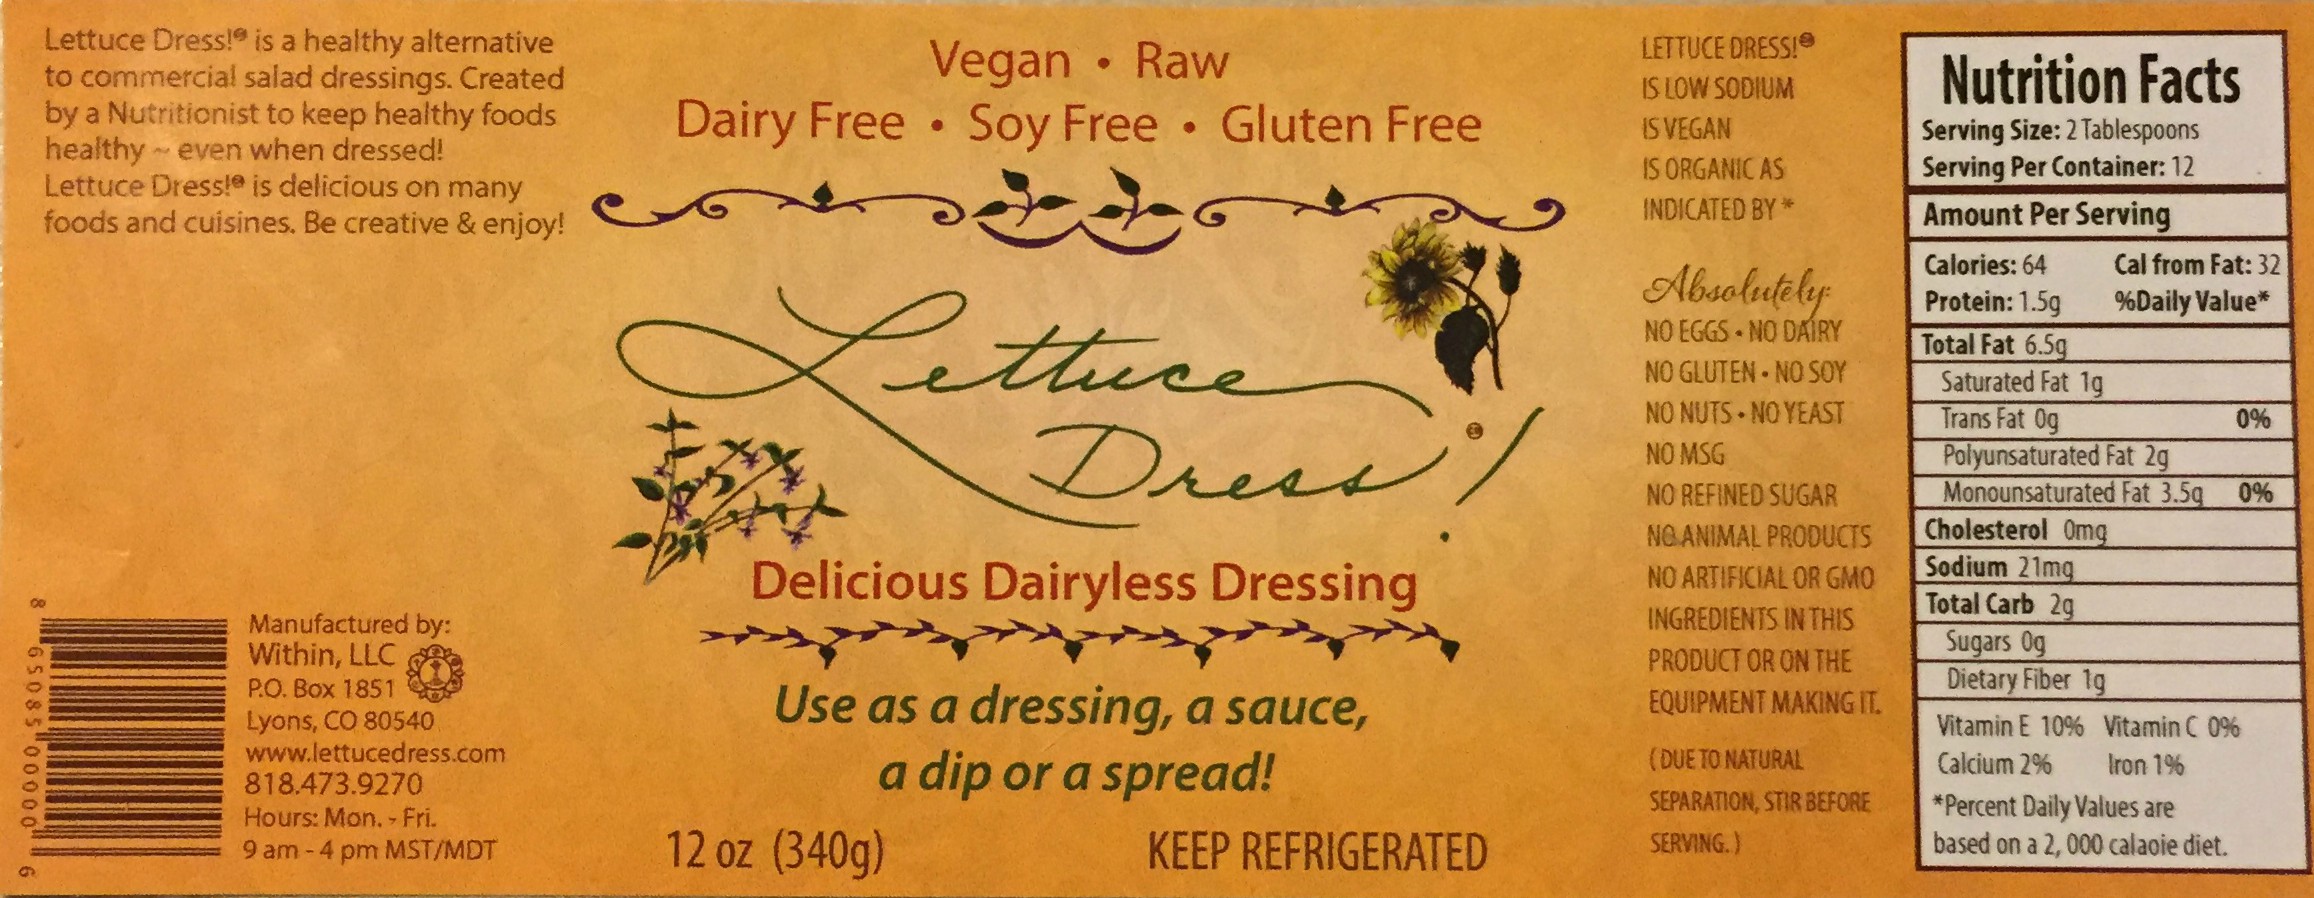 Lettuce Dress!® is a healthy alternative
to commercial salad dressings. Created
by a Nutritionist to keep healthy foods
healthy ~ even when dressed!
Lettuce Dress!® is delicious on many
foods and cuisines. Be creative & enjoy!
8 65085 00000 6
Manufactured by:
Within, LLC
P.O. Box 1851
Lyons, CO 80540
www.lettucedress.com
818.473.9270
Hours: Mon. - Fri.
9 am - 4 pm MST/MDT
Vegan • Raw
Dairy Free • Soy Free • Gluten Free
Lettuce
Dress!®
Delicious Dairyless Dressing
Use as a dressing, a sauce,
a dip or a spread!
12 oz (340g) KEEP REFRIGERATED
LETTUCE DRESS!®
IS LOW SODIUM
IS VEGAN
IS ORGANIC AS
INDICATED BY *
Absolutely:
NO EGGS • NO DAIRY
NO GLUTEN • NO SOY
NO NUTS • NO YEAST
NO MSG
NO REFINED SUGAR
NO ANIMAL PRODUCTS
NO ARTIFICIAL OR GMO
INGREDIENTS IN THIS
PRODUCT OR ON THE
EQUIPMENT MAKING IT.
( DUE TO NATURAL
SEPARATION, STIR BEFORE
SERVING. )
Nutrition Facts
Serving Size: 2 Tablespoons
Serving Per Container: 12
Amount Per Serving
Calories: 64 Cal from Fat: 32
Protein: 1.5g %Daily Value*
Total Fat 6.5g
Saturated Fat 1g
Trans Fat 0g 0%
Polyunsaturated Fat 2g
Monounsaturated Fat 3.5g 0%
Cholesterol 0mg
Sodium 21mg
Total Carb 2g
Sugars 0g
Dietary Fiber 1g
Vitamin E 10% Vitamin C 0%
Calcium 2% Iron 1%
*Percent Daily Values are
based on a 2, 000 calaoie diet.